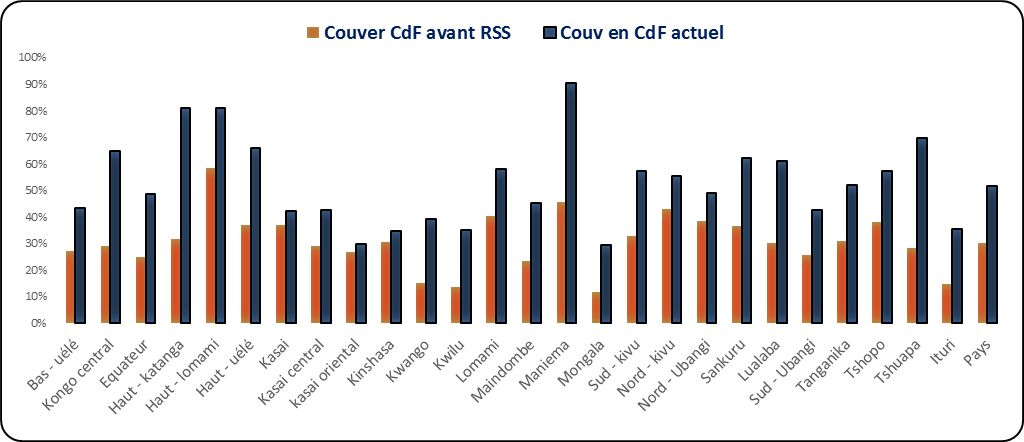 Couver CdF avant RSS Couv en CdF actuel
100%
90%
80%
70%
60%
50%
40%
30%
20%
10%
0%
Bas - uélé
Kongo central
Equateur
Haut - katanga
Haut - lomami
Haut - uélé
Kasai
Kasai central
kasai oriental
Kinshasa
Kwango
Kwilu
Lomami
Maindombe
Maniema
Mongala
Sud - kivu
Nord - kivu
Nord - Ubangi
Sankuru
Lualaba
Sud - Ubangi
Tanganika
Tshopo
Tshuapa
Ituri
Pays